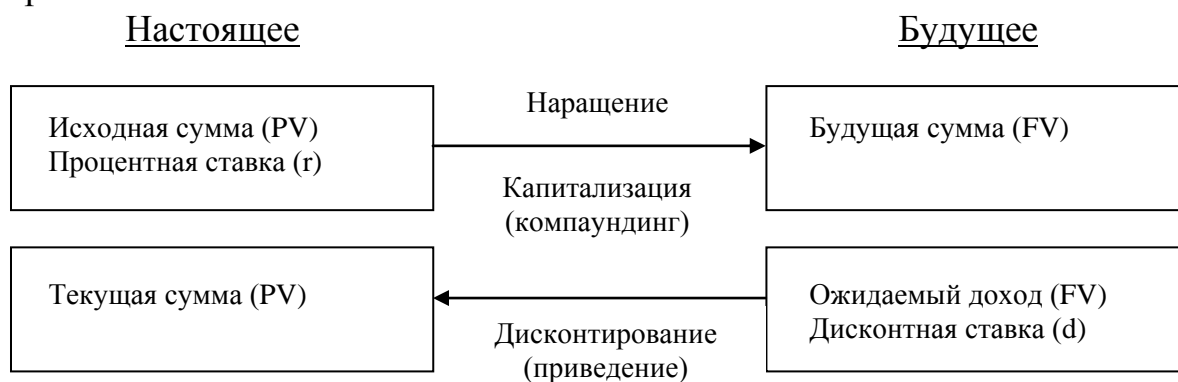 Настоящее
Будущее
Исходная сумма (PV)
Процентная ставка (r)
Наращение
Капитализация
(компаундинг)
Будущая сумма (FV)
Текущая сумма (PV)
Дисконтирование
(приведение)
Ожидаемый доход (FV)
Дисконтная ставка (d)